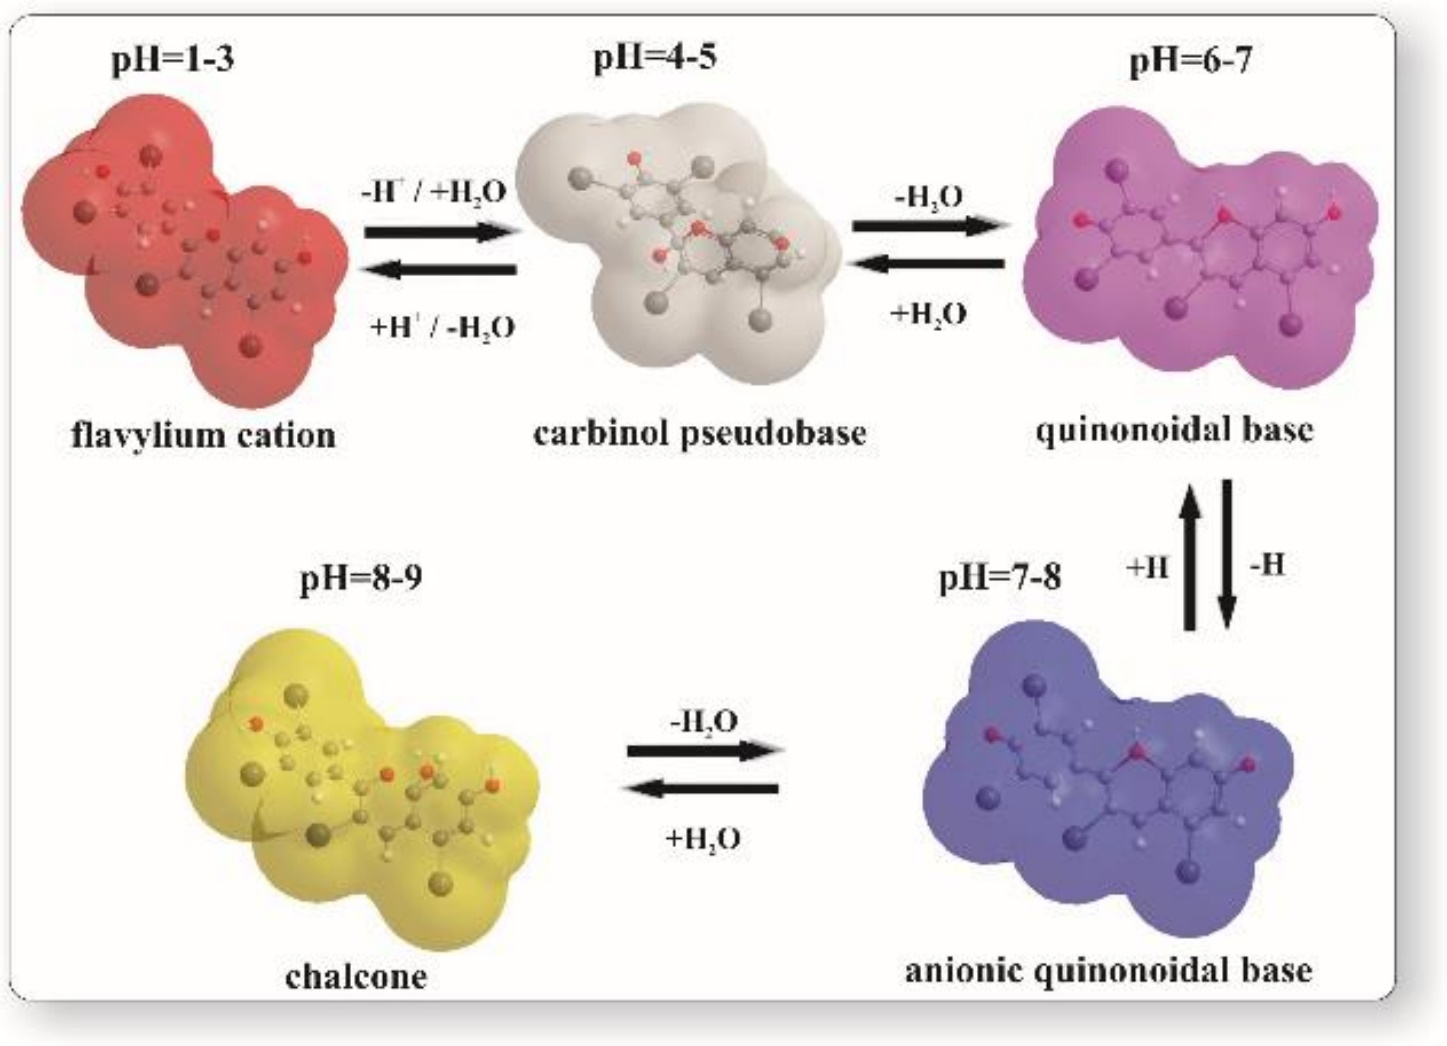 pH=1-3
pH=4-5
pH=6-7
-H⁺ / +H₂O
-H₂O
+H⁺ / -H₂O
+H₂O
flavylium cation
carbinol pseudobase
quinonoidal base
+H
-H
pH=8-9
pH=7-8
-H₂O
+H₂O
chalcone
anionic quinonoidal base